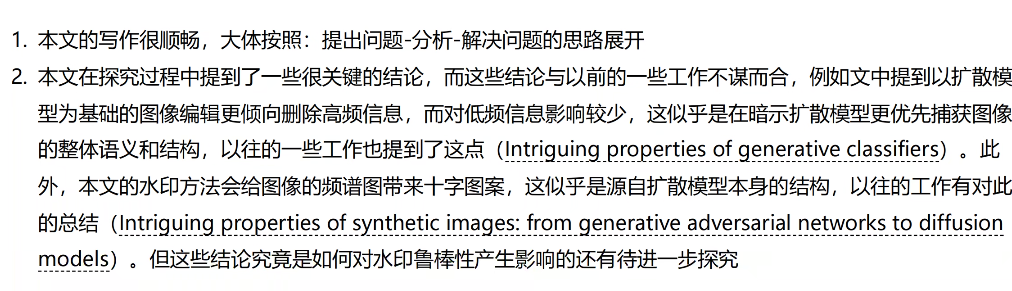 1. 本文的写作很顺畅，大体按照：提出问题-分析-解决问题的思路展开
2. 本文在探究过程中提到了一些很关键的结论，而这些结论与以前的一些工作不谋而合，例如文中提到以扩散模
型为基础的图像编辑更倾向删除高频信息，而对低频信息影响较少，这似乎是在暗示扩散模型更优先捕获图像
的整体语义和结构，以往的一些工作也提到了这点（Intriguing properties of generative classifiers）。此
外，本文的水印方法会给图像的频谱图带来十字图案，这似乎是源自扩散模型本身的结构，以往的工作有对此
的总结（Intriguing properties of synthetic images: from generative adversarial networks to diffusion
models）。但这些结论究竟是如何对水印鲁棒性产生影响的还有待进一步探究